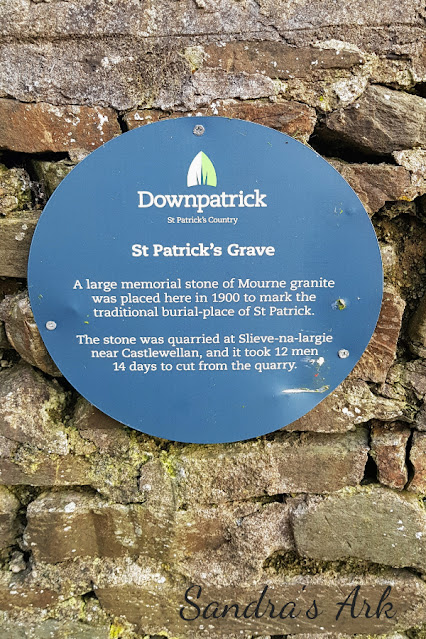 Downpatrick
St Patrick's Country
St Patrick's Grave
A large memorial stone of Mourne granite
was placed here in 1900 to mark the
traditional burial-place of St Patrick.
The stone was quarried at Slieve-na-largie
near Castlewellan, and it took 12 men
14 days to cut from the quarry.
Sandra's Ark